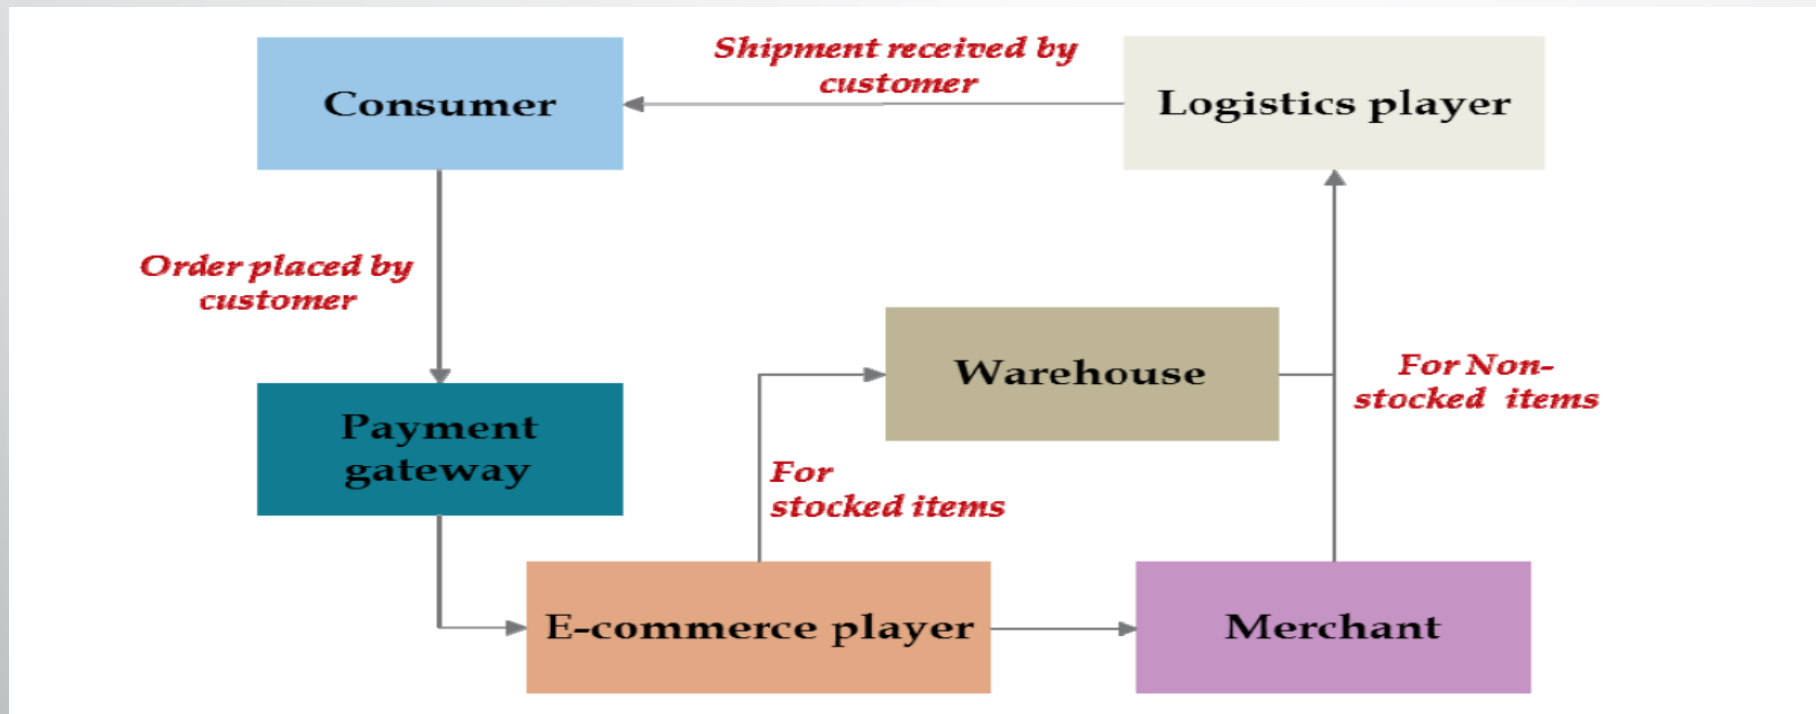 Shipment received by
customer
Consumer
Logistics player
Order placed by
customer
Warehouse
For Non-
stocked items
Payment
gateway
For
stocked items
E-commerce player
Merchant